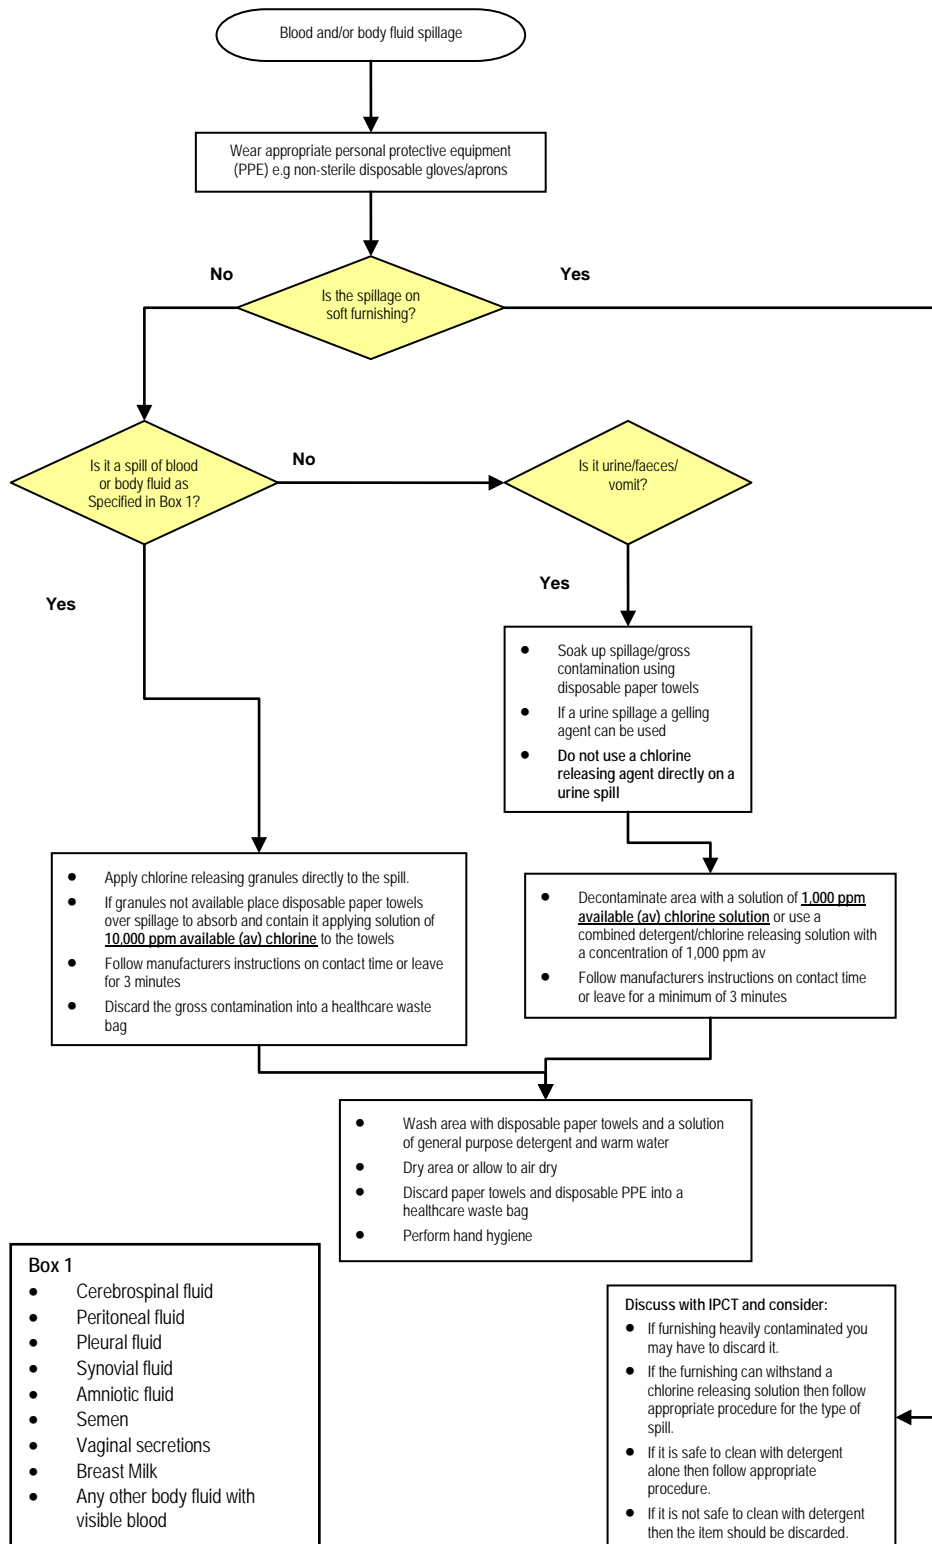 Blood and/or body fluid spillage
Wear appropriate personal protective equipment
(PPE) e.g non-sterile disposable gloves/aprons
No
Yes
Is the spillage on
soft furnishing?
Is it a spill of blood
or body fluid as
Specified in Box 1?
No
Is it urine/faeces/
vomit?
Yes
Yes
● Soak up spillage/gross
contamination using
disposable paper towels
● If a urine spillage a gelling
agent can be used
● Do not use a chlorine
releasing agent directly on a
urine spill
● Apply chlorine releasing granules directly to the spill.
● If granules not available place disposable paper towels
over spillage to absorb and contain it applying solution of
10,000 ppm available (av) chlorine to the towels
● Follow manufacturers instructions on contact time or leave
for 3 minutes
● Discard the gross contamination into a healthcare waste
bag
● Decontaminate area with a solution of 1,000 ppm
available (av) chlorine solution or use a
combined detergent/chlorine releasing solution with
a concentration of 1,000 ppm av
● Follow manufacturers instructions on contact time
or leave for a minimum of 3 minutes
● Wash area with disposable paper towels and a solution
of general purpose detergent and warm water
● Dry area or allow to air dry
● Discard paper towels and disposable PPE into a
healthcare waste bag
● Perform hand hygiene
Box 1
● Cerebrospinal fluid
● Peritoneal fluid
● Pleural fluid
● Synovial fluid
● Amniotic fluid
● Semen
● Vaginal secretions
● Breast Milk
● Any other body fluid with
visible blood
Discuss with IPCT and consider:
● If furnishing heavily contaminated you
may have to discard it.
● If the furnishing can withstand a
chlorine releasing solution then follow
appropriate procedure for the type of
spill.
● If it is safe to clean with detergent
alone then follow appropriate
procedure.
● If it is not safe to clean with detergent
then the item should be discarded.